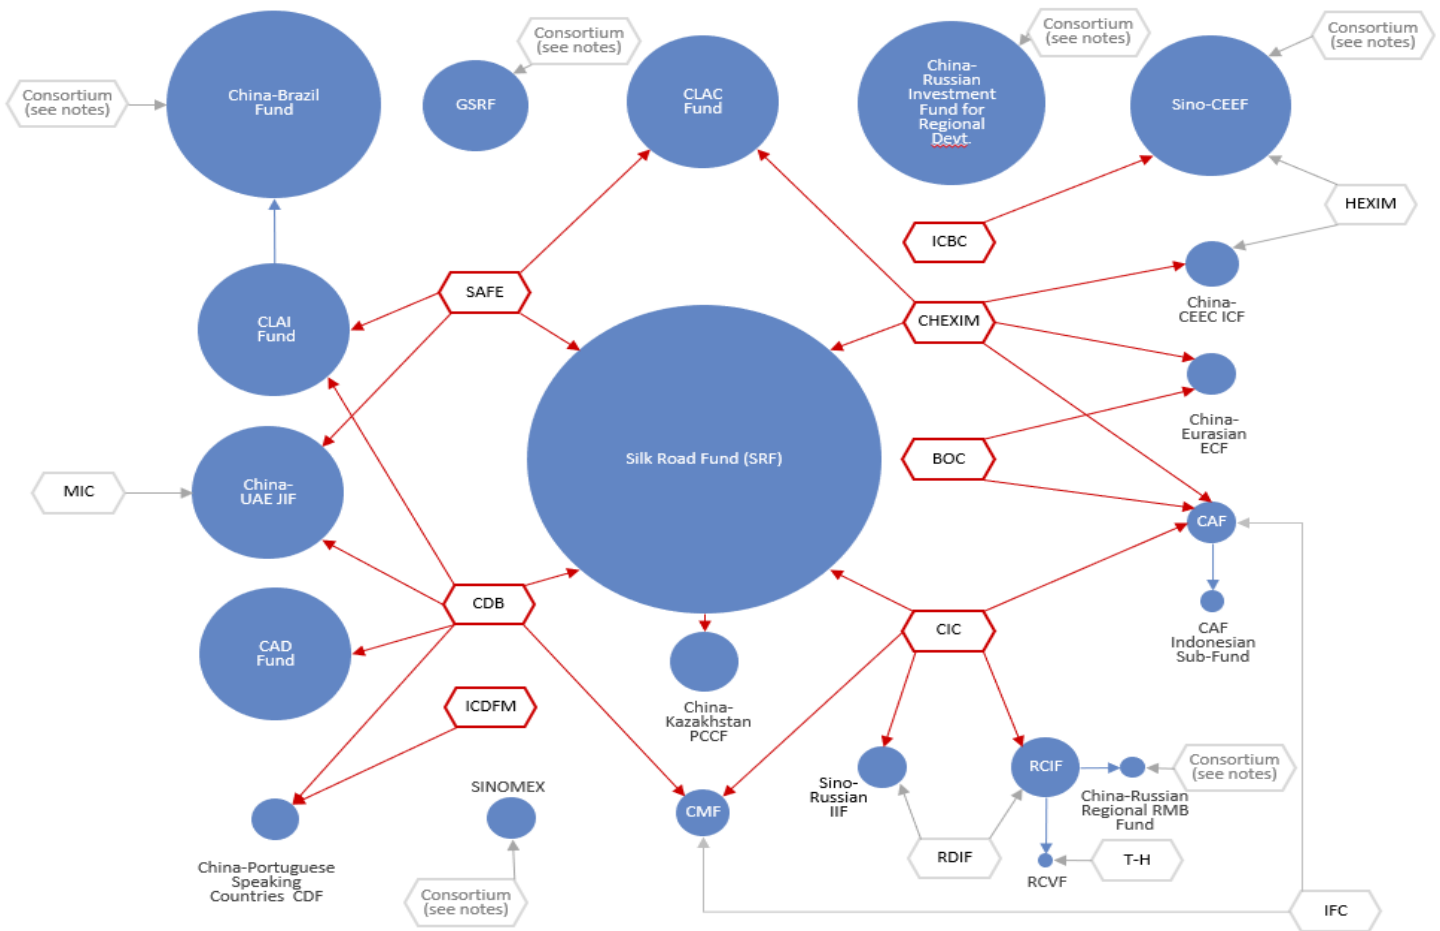 Consortium
(see notes)
China-Brazil
Fund
Consortium
(see notes)
GSRF
CLAC
Fund
Consortium
(see notes)
China-
Russian
Investment
Fund for
Regional
Devt.
Consortium
(see notes)
Sino-CEEF
HEXIM
ICBC
SAFE
CLAI
Fund
CHEXIM
China-
CEEC ICF
China-
Eurasian
ECF
Silk Road Fund (SRF)
BOC
MIC
China-
UAE JIF
CAF
CDB
CIC
CAF
Indonesian
Sub-Fund
CAD
Fund
ICDFM
China-
Kazakhstan
PCCF
SINOMEX
CMF
Sino-
Russian
IIF
RCIF
Consortium
(see notes)
China-Russian
Regional RMB
Fund
China-Portuguese
Speaking
Countries CDF
Consortium
(see notes)
RDIF
RCVF
T-H
IFC